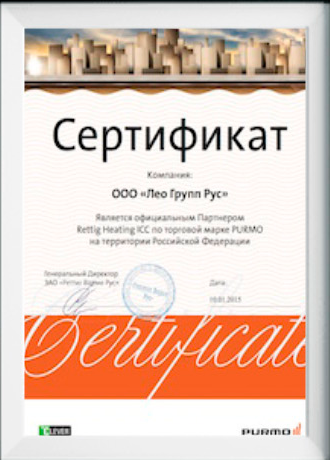 Сертификат
Компания:
ООО «Лео Групп Рус»
Является официальным Партнером
Rettig Heating ICC по торговой марке PURMO
на территории Российской Федерации
Генеральный Директор
ЗАО «Реттиг Варме Рус»
Дата:
10.01.2013
Certificate
CLEVER
PURMO